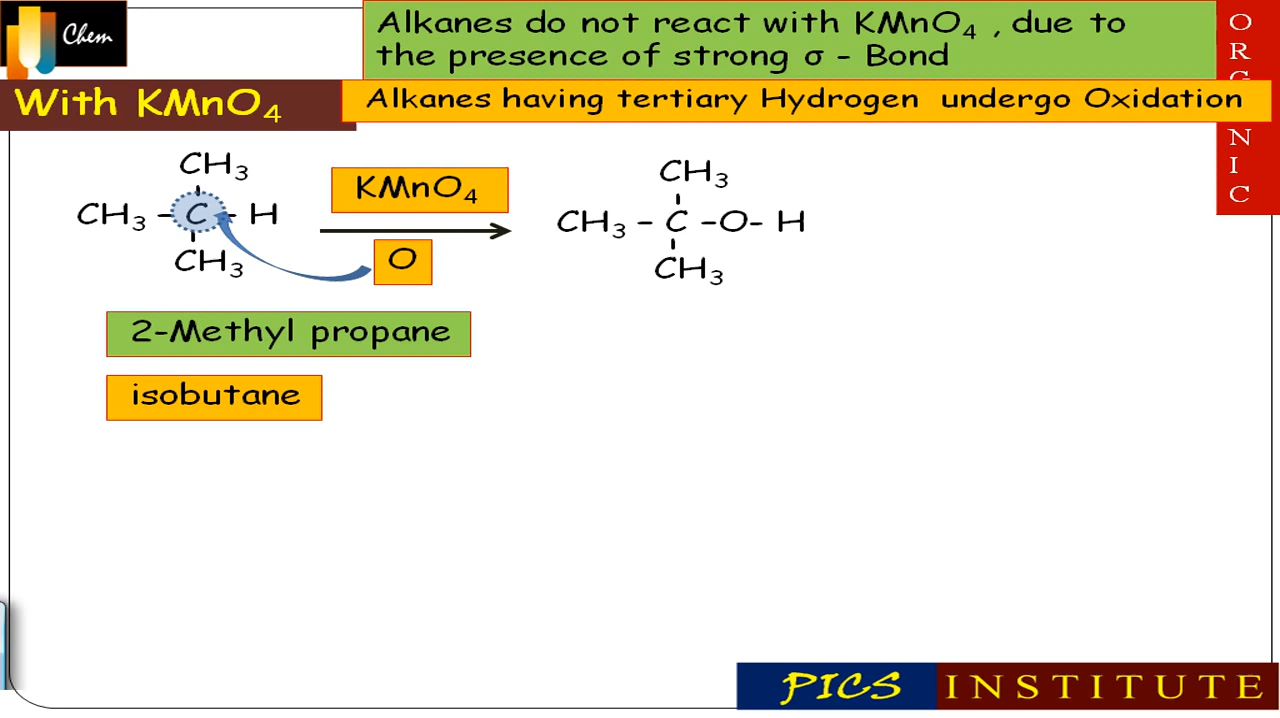 Chem
Alkanes do not react with KMnO₄ , due to
the presence of strong σ - Bond
O
R
G
N
I
C
With KMnO₄
Alkanes having tertiary Hydrogen undergo Oxidation
CH₃
CH₃ - C - H
CH₃
KMnO₄
O
CH₃
CH₃ - C -O- H
CH₃
2-Methyl propane
isobutane
PICS INSTITUTE